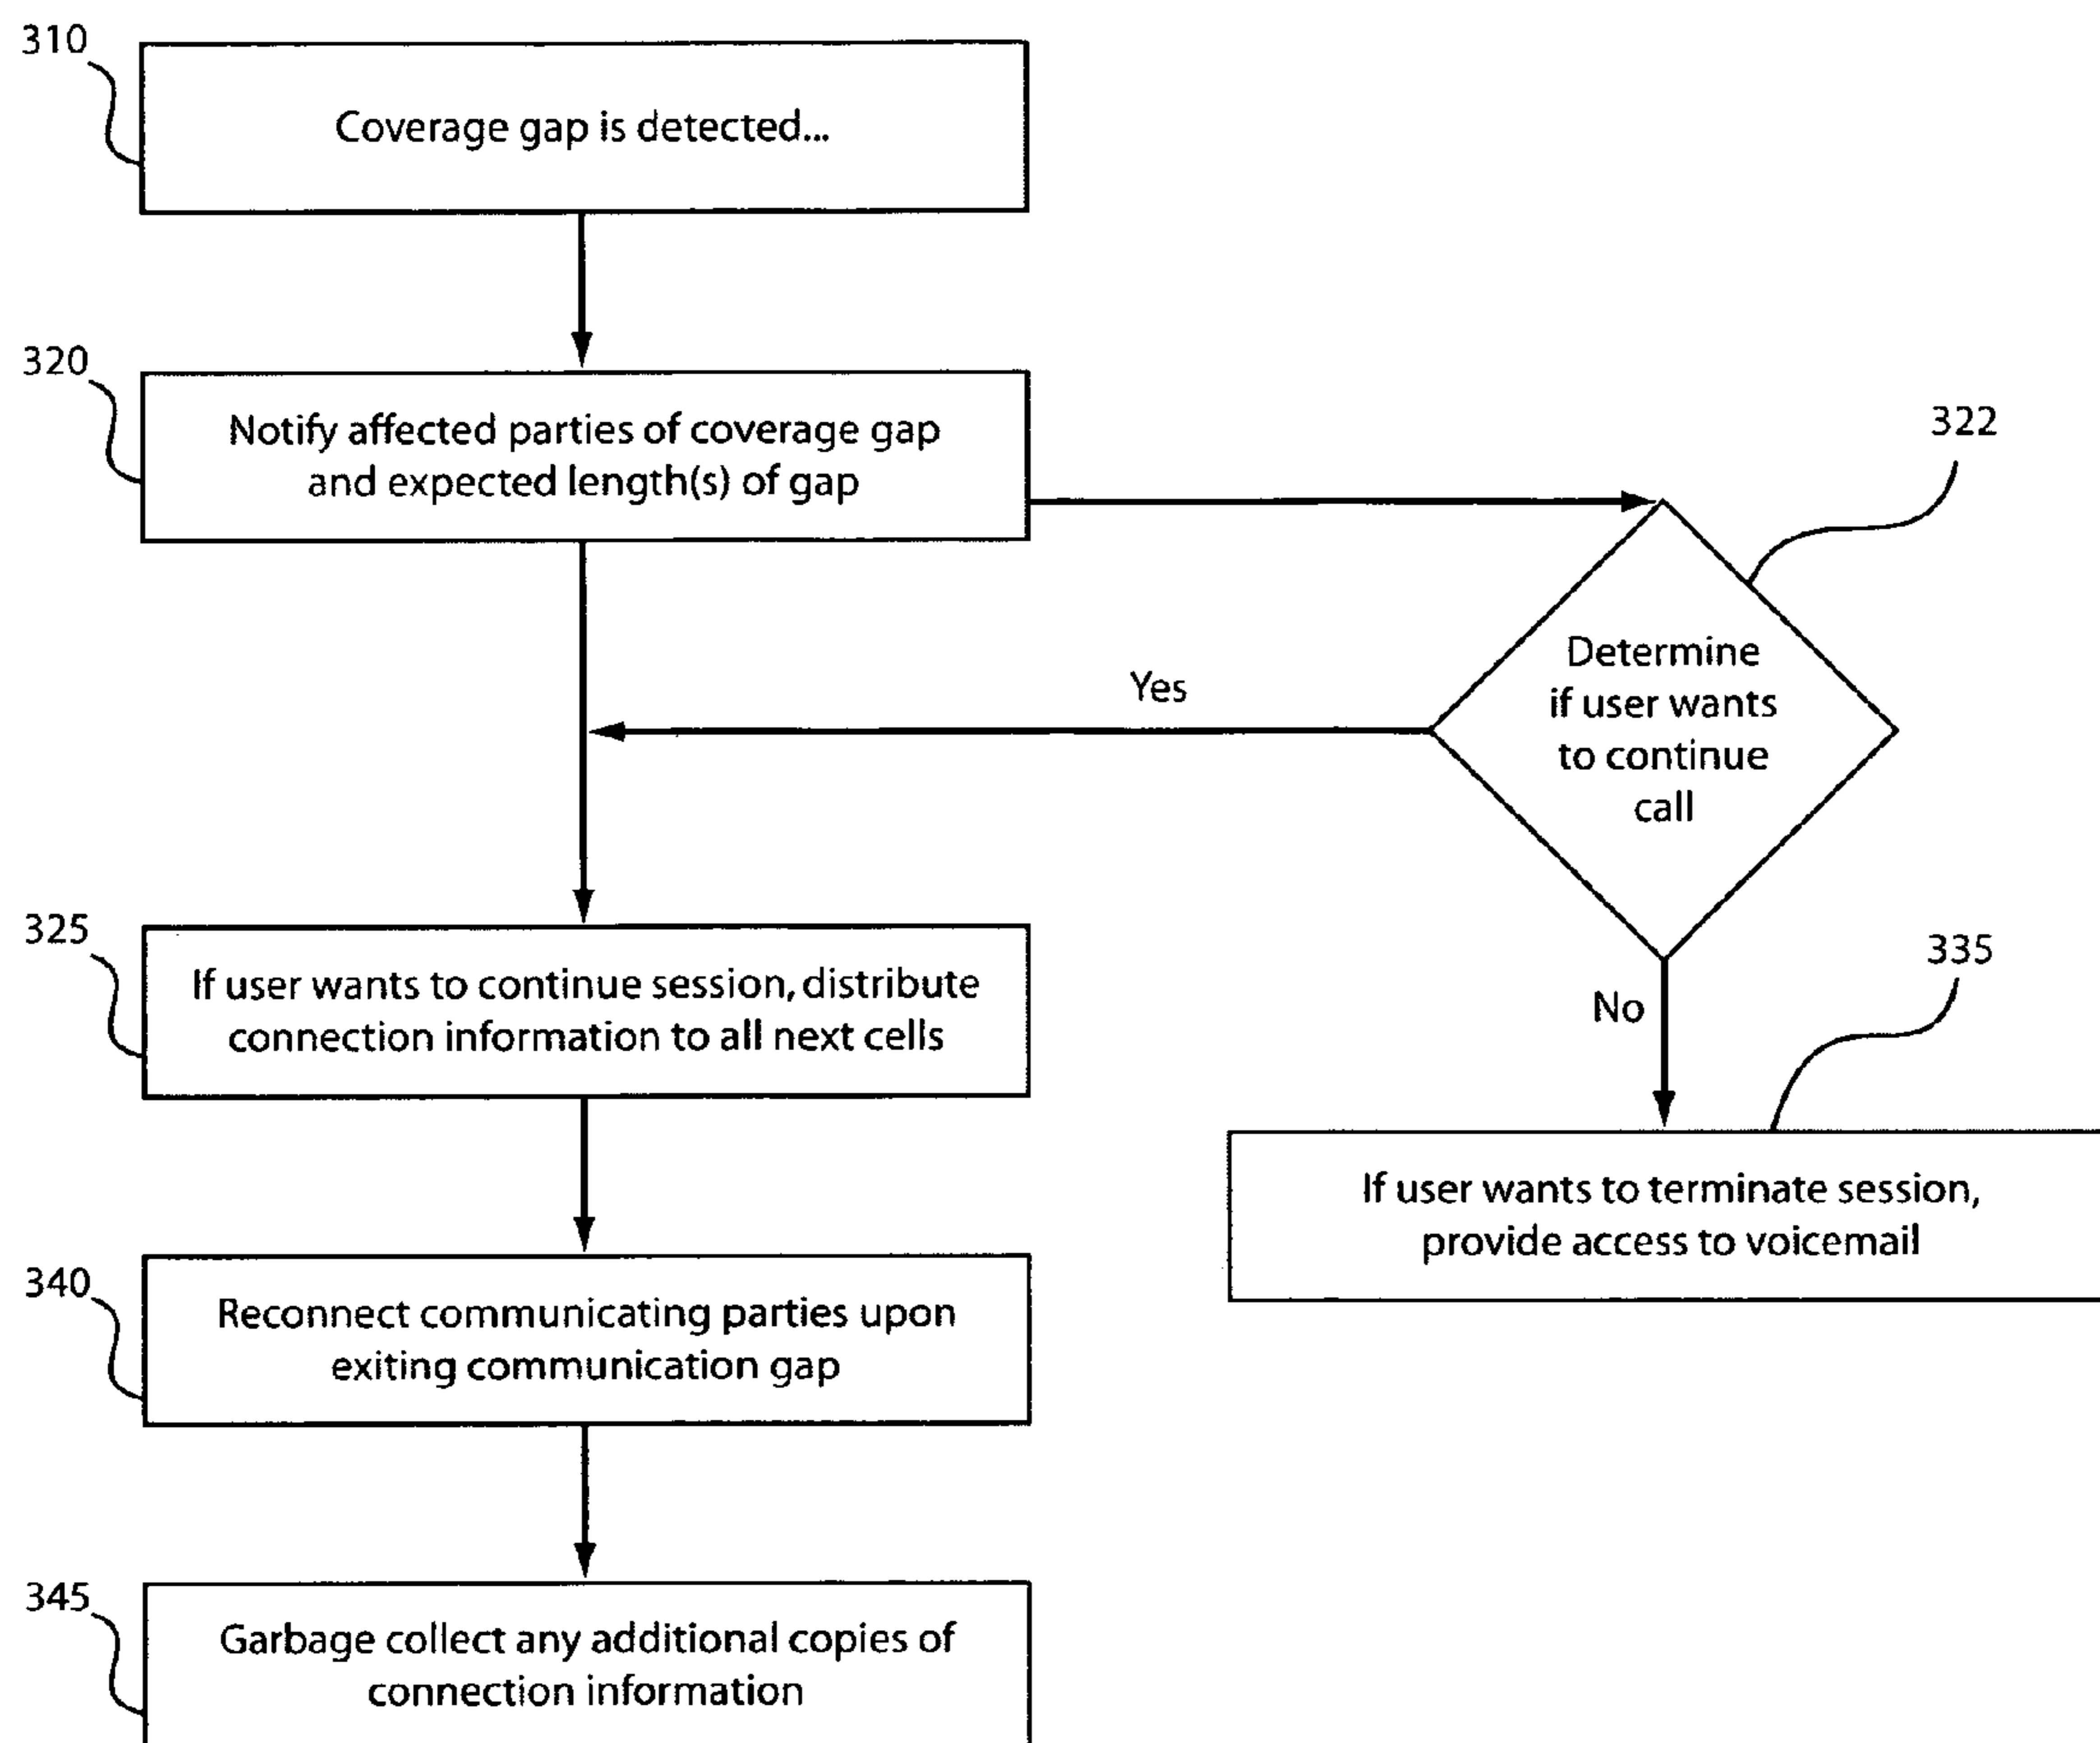 310
Coverage gap is detected...
320
Notify affected parties of coverage gap
and expected length(s) of gap
322
Determine
if user wants
to continue
call
Yes
No
325
If user wants to continue session, distribute
connection information to all next cells
335
If user wants to terminate session,
provide access to voicemail
340
Reconnect communicating parties upon
exiting communication gap
345
Garbage collect any additional copies of
connection information